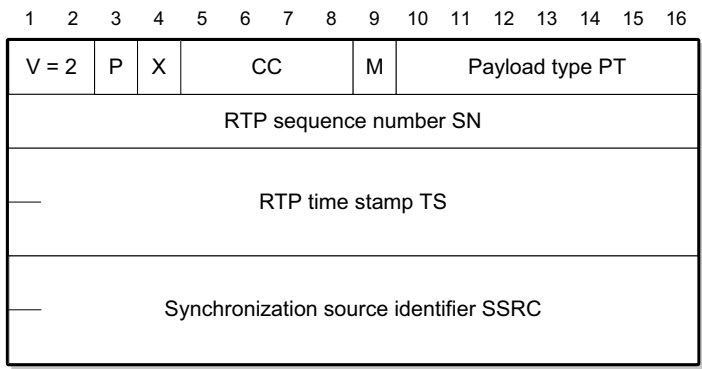 1 2 3 4 5 6 7 8 9 10 11 12 13 14 15 16
V = 2 P X CC M Payload type PT
RTP sequence number SN
RTP time stamp TS
Synchronization source identifier SSRC